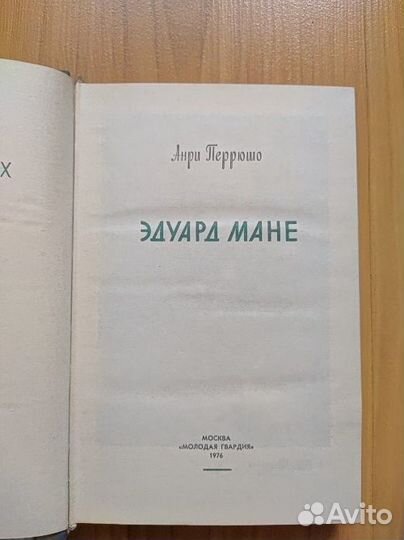 Х
Анри Перрюшо
ЭДУАРД МАНЕ
МОСКВА
«МОЛОДАЯ ГВАРДИЯ»
1976
Avito